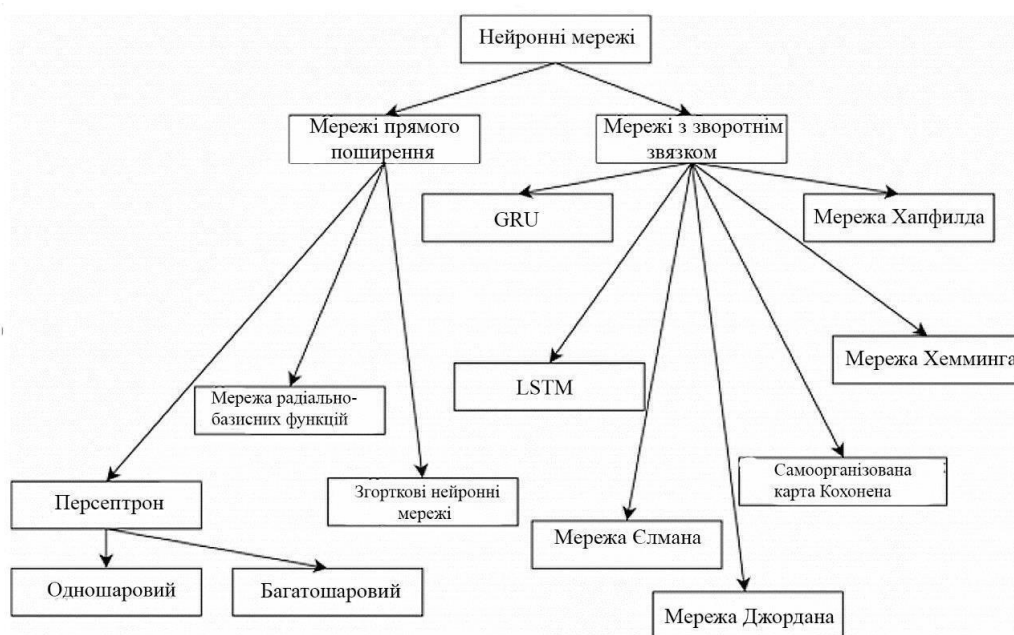 Нейронні мережі
Мережі прямого
поширення
Мережі з зворотнім
звязком
GRU
Мережа Хапфилда
Мережа Хемминга
LSTM
Мережа радіально-
базисних функцій
Самоорганізована
карта Кохонена
Згорткові нейронні
мережі
Персептрон
Мережа Єлмана
Одношаровий
Багатошаровий
Мережа Джордана